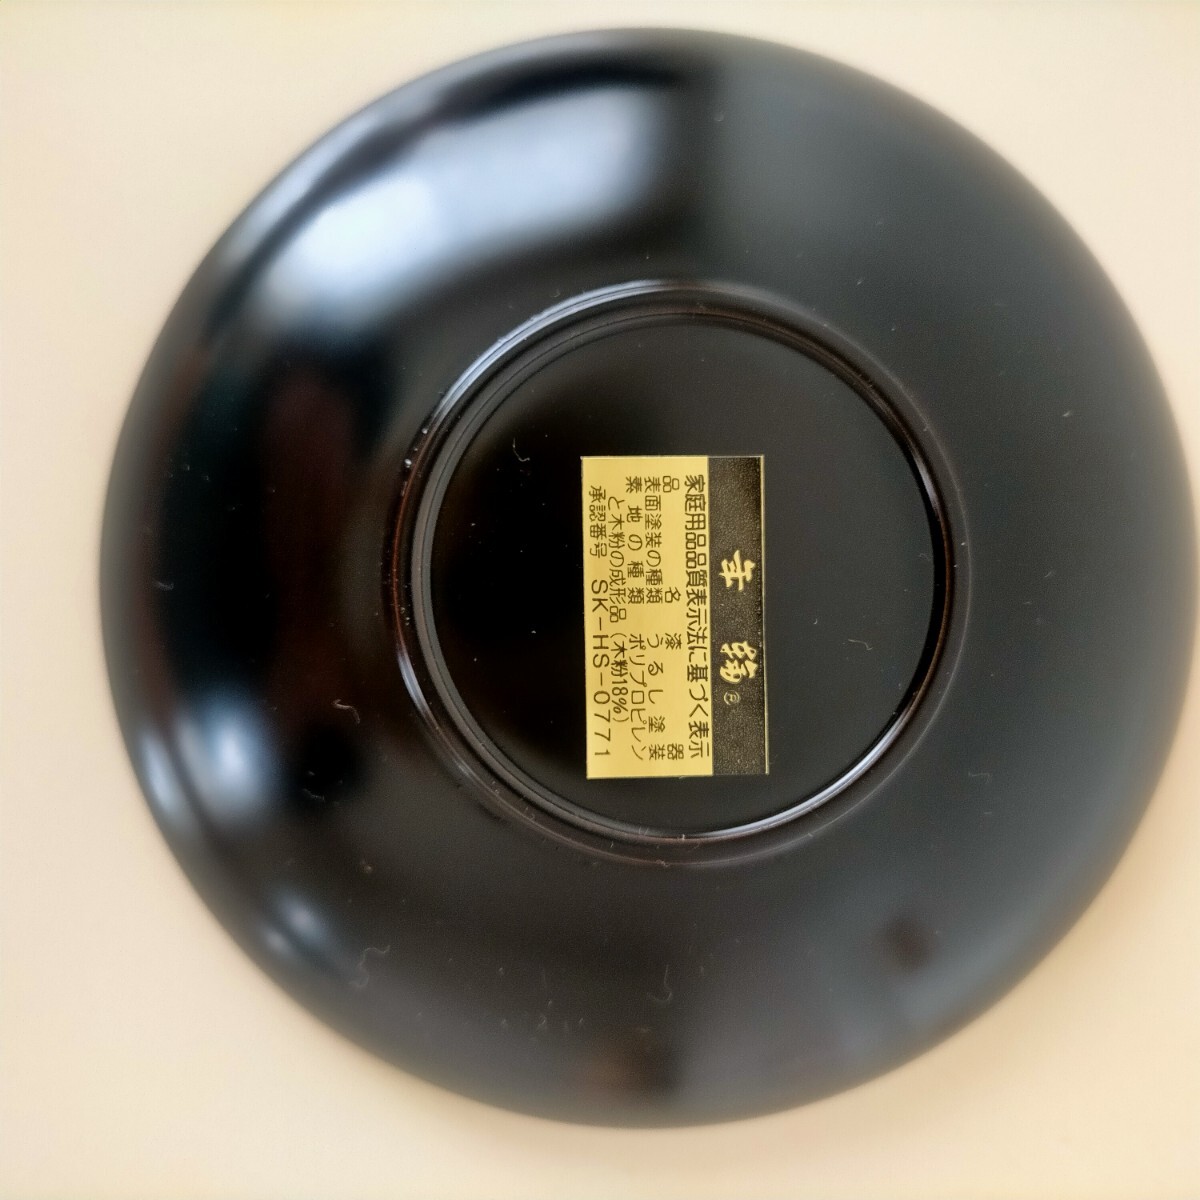 家庭用品品質表示法に基づく表示
品名 漆器
表面塗装の種類 うるし塗装
素地の種類 ポリプロピレン
と木粉の成形品（木粉18%）
承認番号 SK-HS-0771